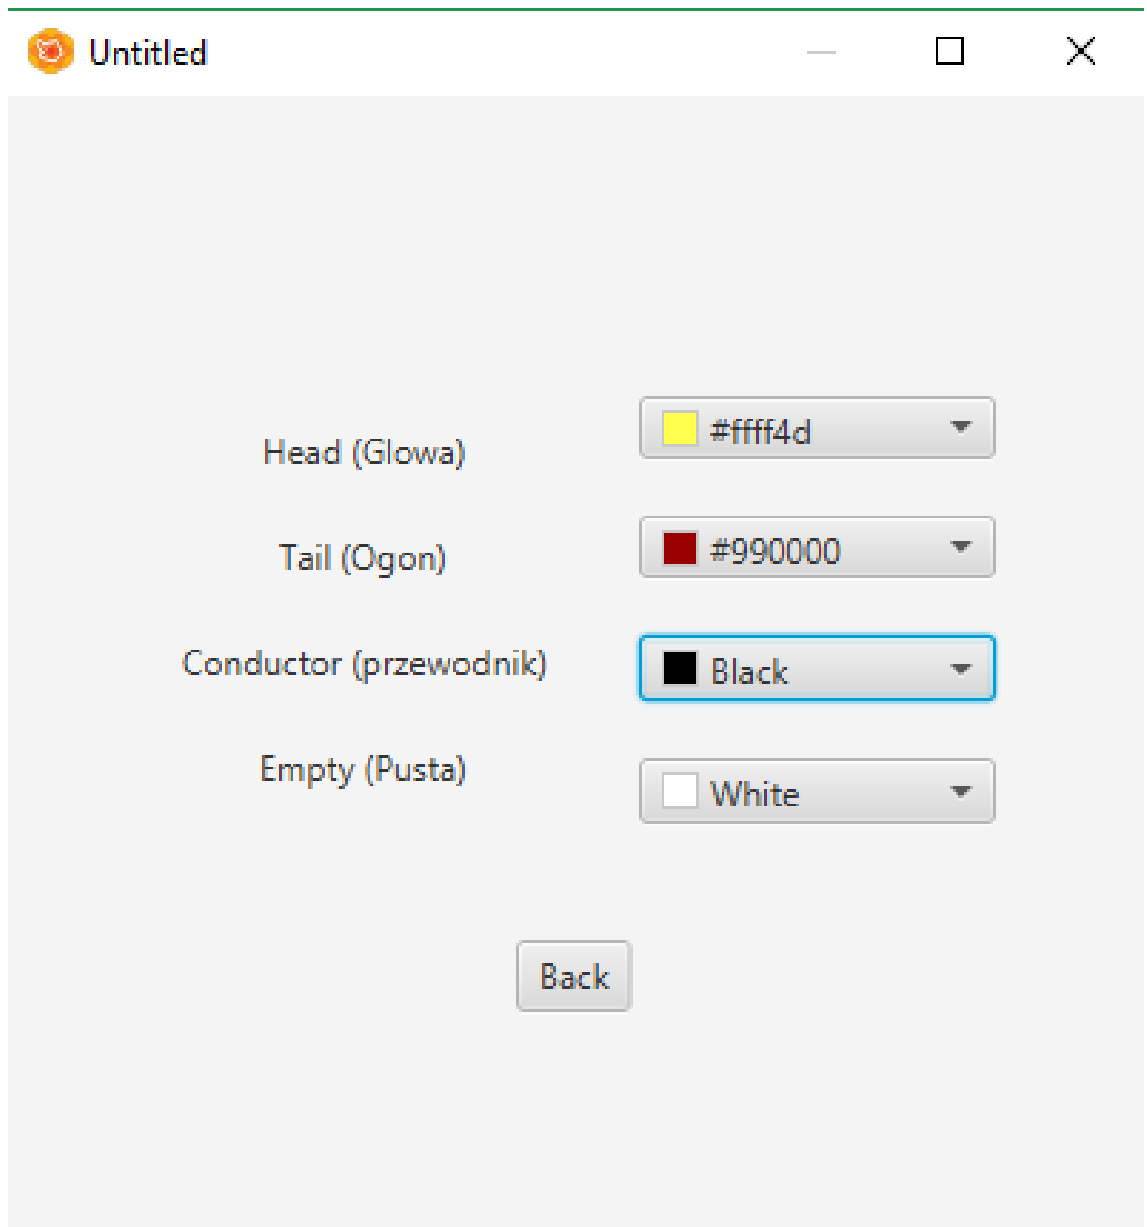 Untitled
Head (Glowa)
#ffff4d
Tail (Ogon)
#990000
Conductor (przewodnik)
Black
Empty (Pusta)
White
Back